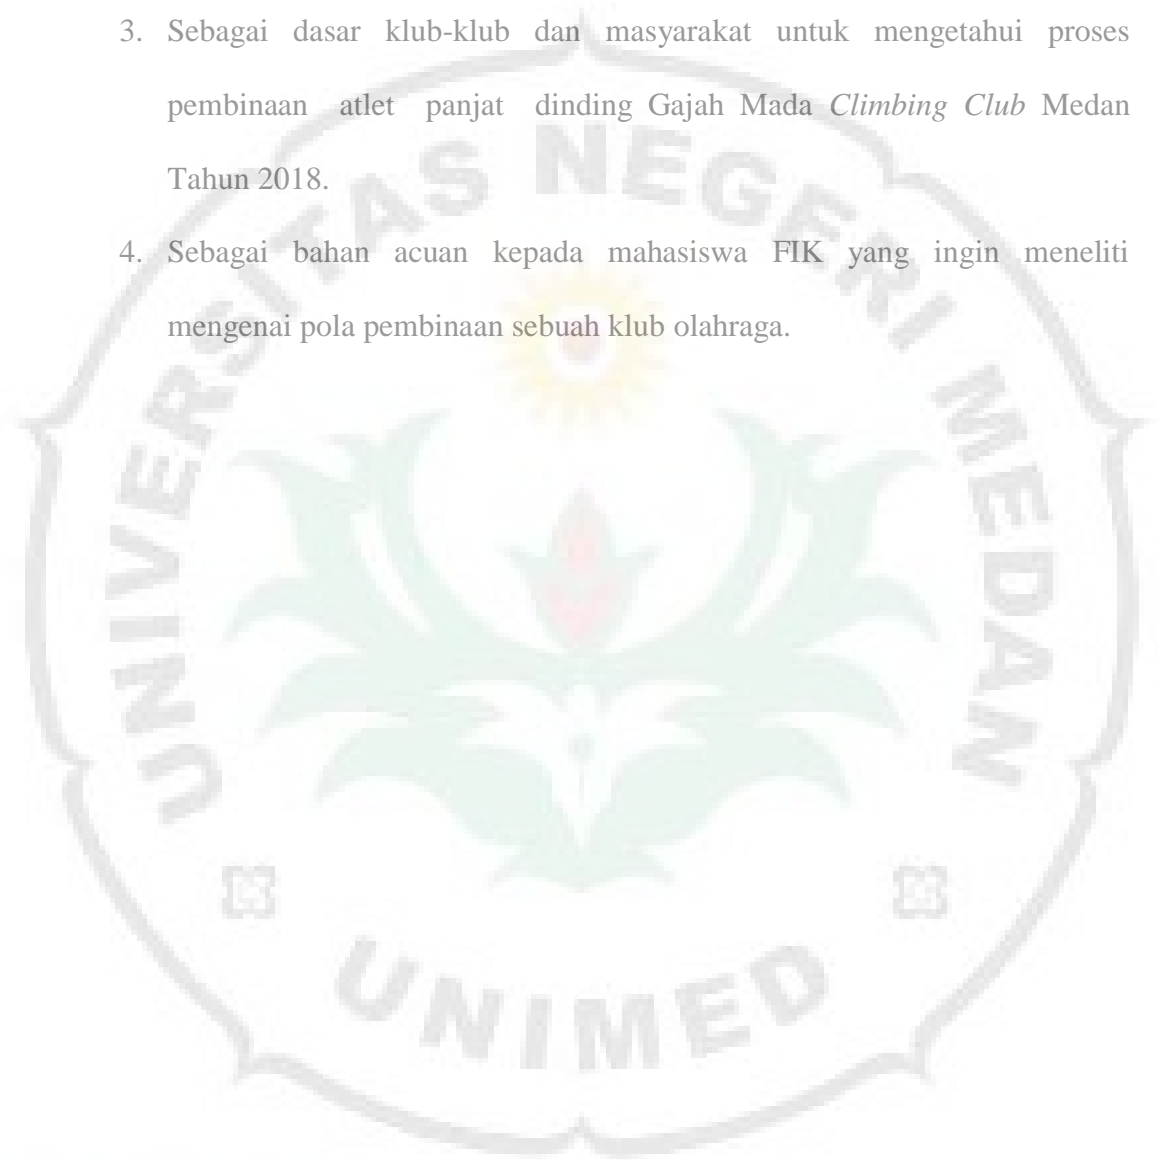 3. Sebagai dasar klub-klub dan masyarakat untuk mengetahui proses
pembinaan atlet panjat dinding Gajah Mada Climbing Club Medan
Tahun 2018.
4. Sebagai bahan acuan kepada mahasiswa FIK yang ingin meneliti
mengenai pola pembinaan sebuah klub olahraga.
UNIVERSITAS NEGERI MEDAN
UNIMED